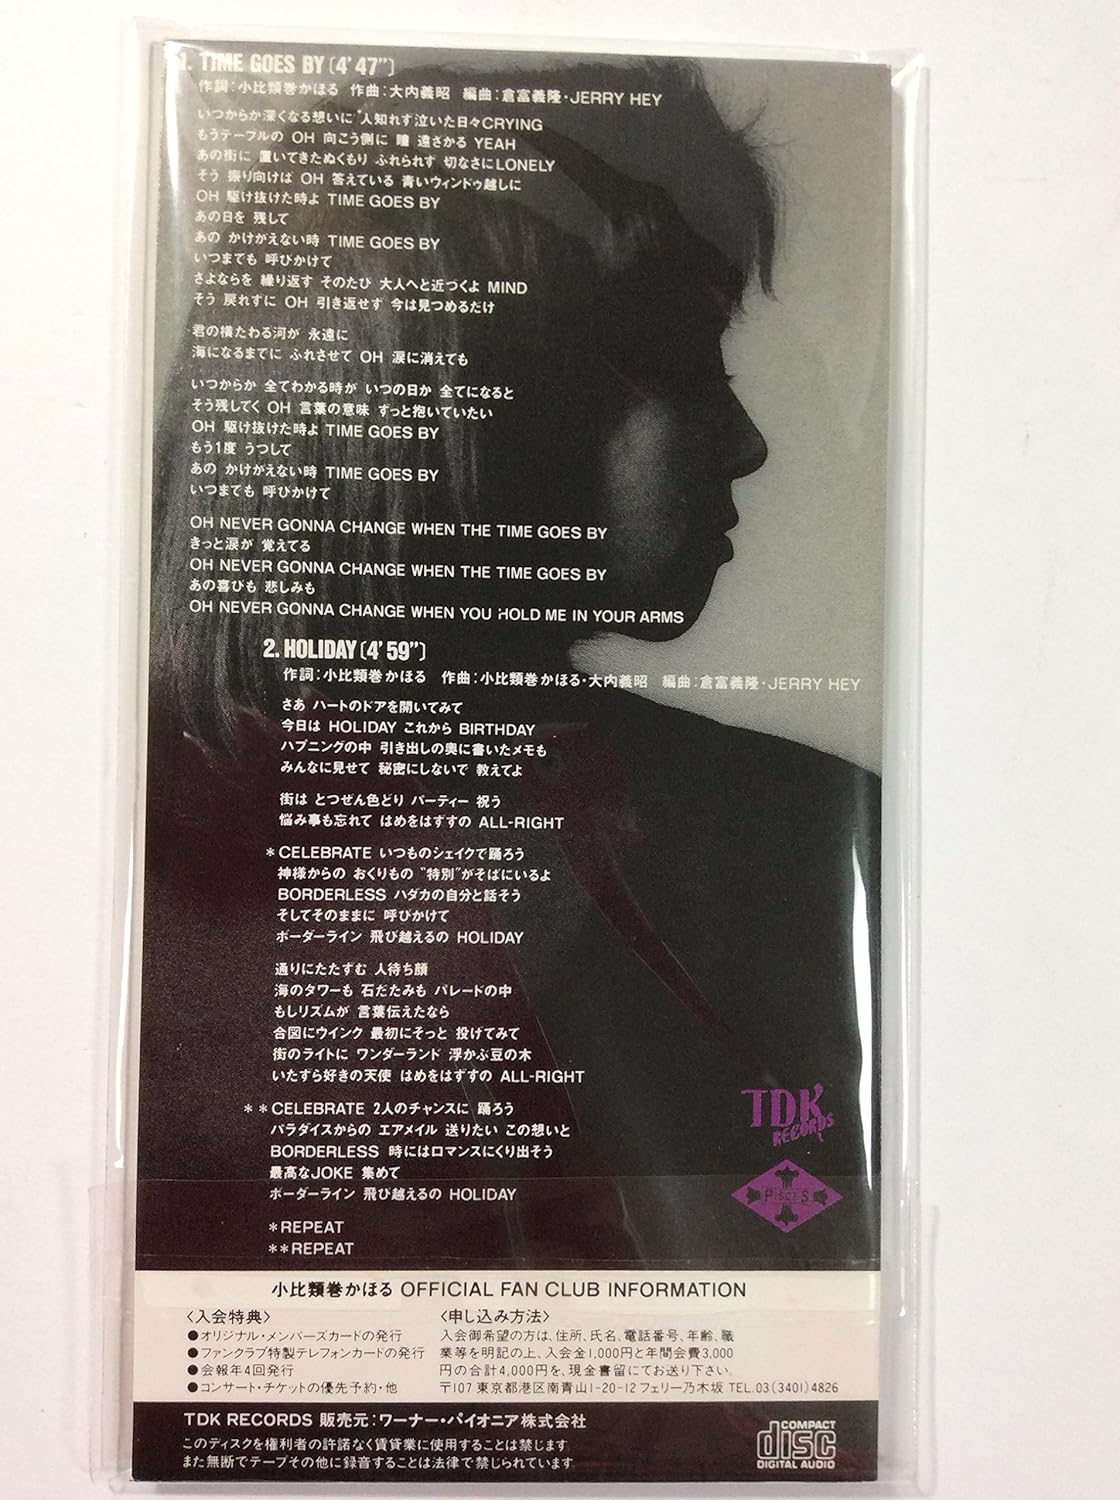 1. TIME GOES BY〔4'47"〕
作詞：小比類巻かほる 作曲：大内義昭 編曲：倉富義隆・JERRY HEY
いつからか深くなる想いに 人知れず泣いた日々CRYING
もうテーブルの OH 向こう側に 瞳 遠さかる YEAH
あの街に 置いてきたぬくもり ふれられず 切なさにLONELY
そう 振り向けば OH 答えている 青いウィンドゥ越しに
OH 駆け抜けた時よ TIME GOES BY
あの日を 残して
あの かけがえない時 TIME GOES BY
いつまでも 呼びかけて
さよならを 繰り返す そのたび 大人へと近づくよ MIND
そう 戻れずに OH 引き返せず 今は見つめるだけ
君の横たわる河が 永遠に
海になるまでに ふれさせて OH 涙に消えても
いつからか 全てわかる時が いつの日か 全てになると
そう残してく OH 言葉の意味 ずっと抱いていたい
OH 駆け抜けた時よ TIME GOES BY
もう1度 うつして
あの かけがえない時 TIME GOES BY
いつまでも 呼びかけて
OH NEVER GONNA CHANGE WHEN THE TIME GOES BY
きっと涙が 覚えてる
OH NEVER GONNA CHANGE WHEN THE TIME GOES BY
あの喜びも 悲しみも
OH NEVER GONNA CHANGE WHEN YOU HOLD ME IN YOUR ARMS
2. HOLIDAY〔4'59"〕
作詞：小比類巻かほる 作曲：小比類巻かほる・大内義昭 編曲：倉富義隆・JERRY HEY
さあ ハートのドアを開いてみて
今日は HOLIDAY これから BIRTHDAY
ハプニングの中 引き出しの奥に書いたメモも
みんなに見せて 秘密にしないで 教えてよ
街は とつぜん色どり パーティー 祝う
悩み事も忘れて はめをはずすの ALL-RIGHT
＊CELEBRATE いつものシェイクで踊ろう
神様からの おくりもの "特別"がそばにいるよ
BORDERLESS ハダカの自分と話そう
そしてそのままに 呼びかけて
ボーダーライン 飛び越えるの HOLIDAY
通りにたたずむ 人待ち顔
海のタワーも 石だたみも パレードの中
もしリズムが 言葉伝えたなら
合図にウインク 最初にそっと 投げてみて
街のライトに ワンダーランド 浮かぶ豆の木
いたずら好きの天使 はめをはずすの ALL-RIGHT
＊＊CELEBRATE 2人のチャンスに 踊ろう
パラダイスからの エアメイル 送りたい この想いと
BORDERLESS 時にはロマンスにくり出そう
最高なJOKE 集めて
ボーダーライン 飛び越えるの HOLIDAY
＊REPEAT
＊＊REPEAT
TDK
RECORDS
PISCES
小比類巻かほる OFFICIAL FAN CLUB INFORMATION
〈入会特典〉
●オリジナル・メンバーズカードの発行
●ファンクラブ特製テレフォンカードの発行
●会報年4回発行
●コンサート・チケットの優先予約・他
〈申し込み方法〉
入会御希望の方は、住所、氏名、電話番号、年齢、職
業等を明記の上、入会金1,000円と年間会費3,000
円の合計4,000円を、現金書留にてお送り下さい。
〒107 東京都港区南青山1-20-12フェリー乃木坂 TEL.03(3401)4826
TDK RECORDS 販売元：ワーナー・パイオニア株式会社
このディスクを権利者の許諾なく賃貸業に使用することは禁じます
また無断でテープその他に録音することは法律で禁じられています
COMPACT
disc
DIGITAL AUDIO